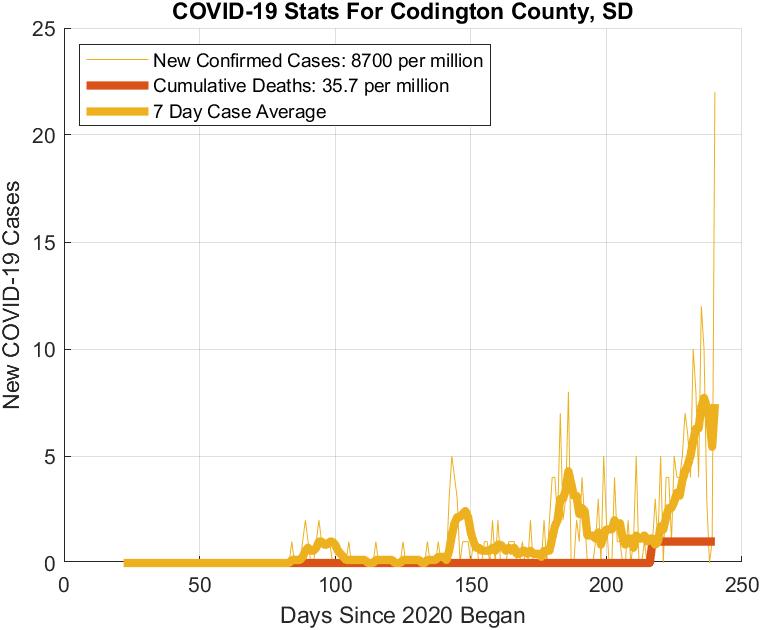 COVID-19 Stats For Codington County, SD
25
New Confirmed Cases: 8700 per million
Cumulative Deaths: 35.7 per million
7 Day Case Average
20
15
10
5
0
New COVID-19 Cases
0 50 100 150 200 250
Days Since 2020 Began